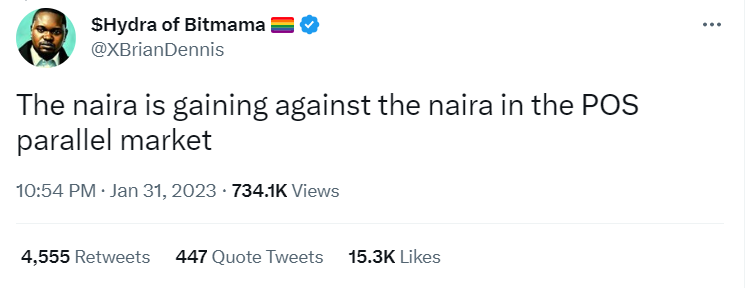 $Hydra of Bitmama 🏳️‍🌈
@XBrianDennis
The naira is gaining against the naira in the POS
parallel market
10:54 PM · Jan 31, 2023 · 734.1K Views
4,555 Retweets 447 Quote Tweets 15.3K Likes